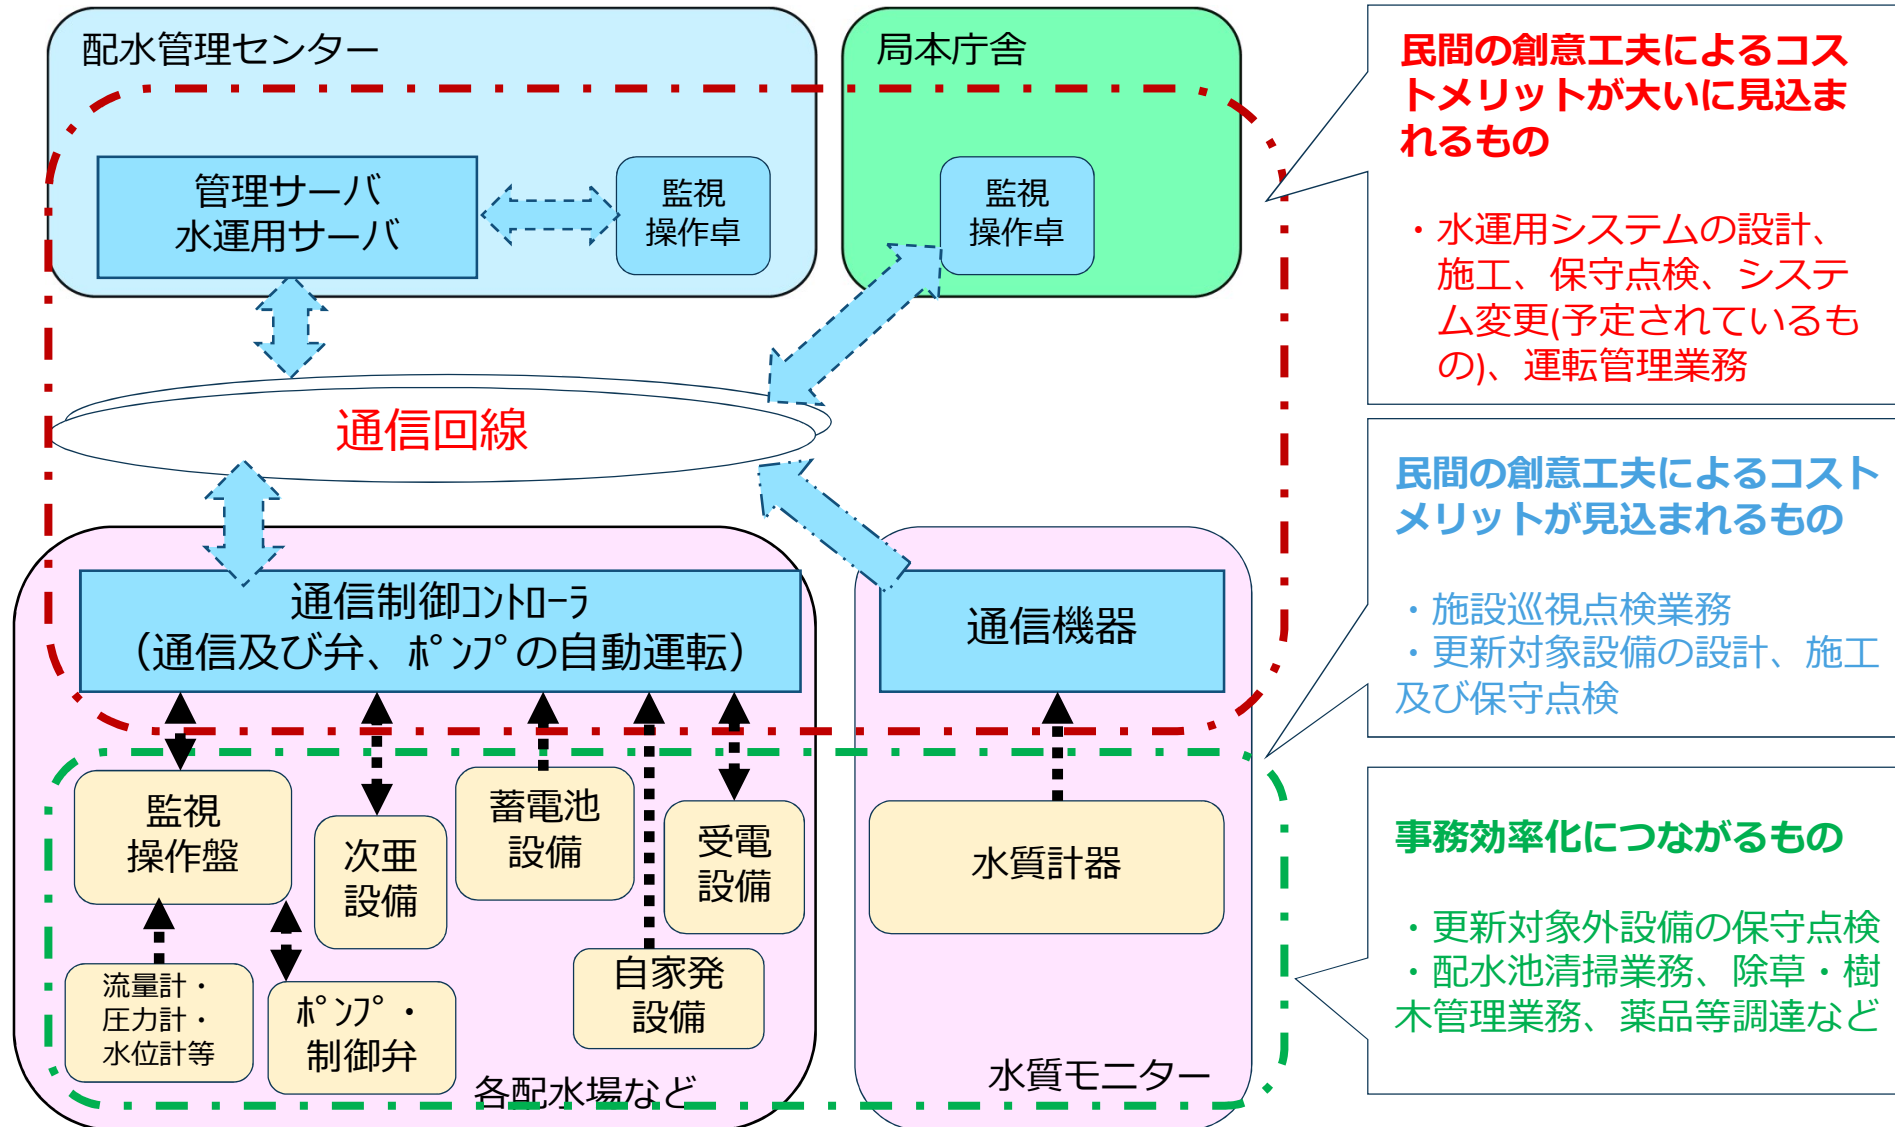 配水管理センター
局本庁舎
管理サーバ
水運用サーバ
監視
操作卓
監視
操作卓
通信回線
通信制御ｺﾝﾄﾛｰﾗ
（通信及び弁、ﾎﾟﾝﾌﾟの自動運転）
通信機器
監視
操作盤
次亜
設備
蓄電池
設備
受電
設備
水質計器
流量計・
圧力計・
水位計等
ﾎﾟﾝﾌﾟ・
制御弁
自家発
設備
各配水場など
水質モニター
民間の創意工夫によるコス
トメリットが大いに見込ま
れるもの
・水運用システムの設計、
施工、保守点検、システ
ム変更(予定されているも
の)、運転管理業務
民間の創意工夫によるコスト
メリットが見込まれるもの
・施設巡視点検業務
・更新対象設備の設計、施工
及び保守点検
事務効率化につながるもの
・更新対象外設備の保守点検
・配水池清掃業務、除草・樹
木管理業務、薬品等調達など